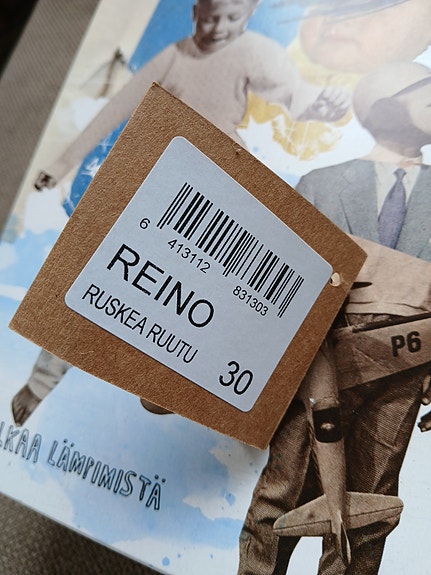 6 413112 831303
REINO
RUSKEA RUUTU
30
P6
LKAA LÄMPIMISTÄ